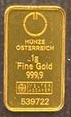 MÜNZE
ÖSTERREICH
1g
Fine Gold
999,9
539722